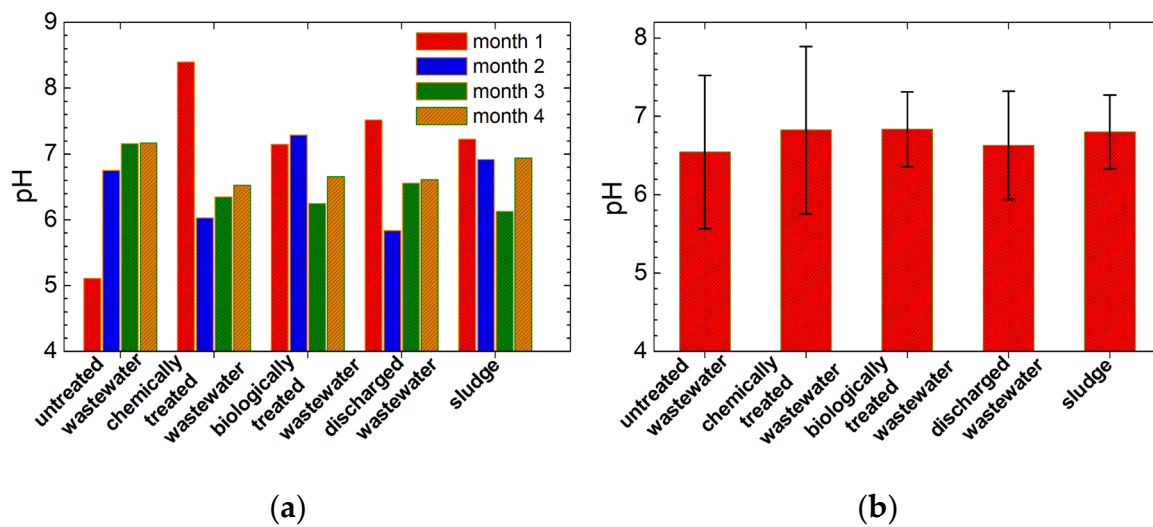 9
8
7
6
5
4
pH
month 1
month 2
month 3
month 4
untreated
wastewater
chemically
treated
wastewater
biologically
treated
wastewater
discharged
wastewater
sludge
(a)
8
7
6
5
4
pH
untreated
wastewater
chemically
treated
wastewater
biologically
treated
wastewater
discharged
wastewater
sludge
(b)